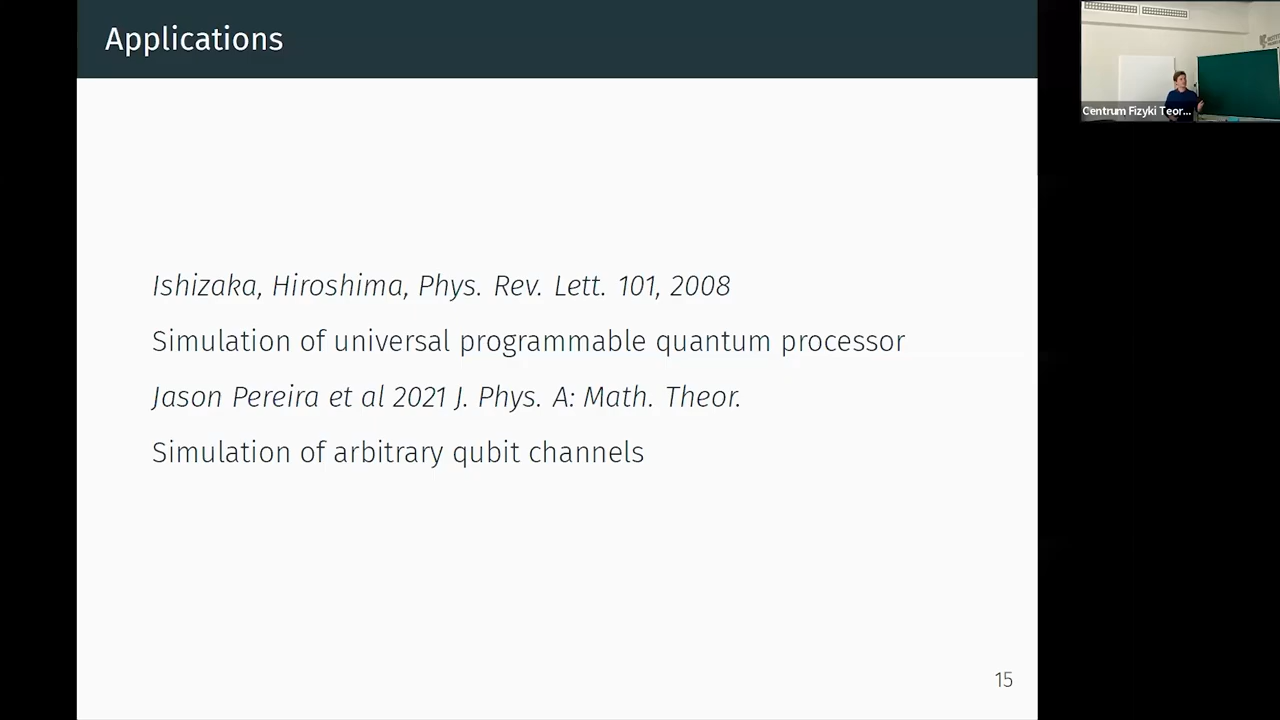 Applications
Ishizaka, Hiroshima, Phys. Rev. Lett. 101, 2008
Simulation of universal programmable quantum processor
Jason Pereira et al 2021 J. Phys. A: Math. Theor.
Simulation of arbitrary qubit channels
15
Centrum Fizyki Teor...